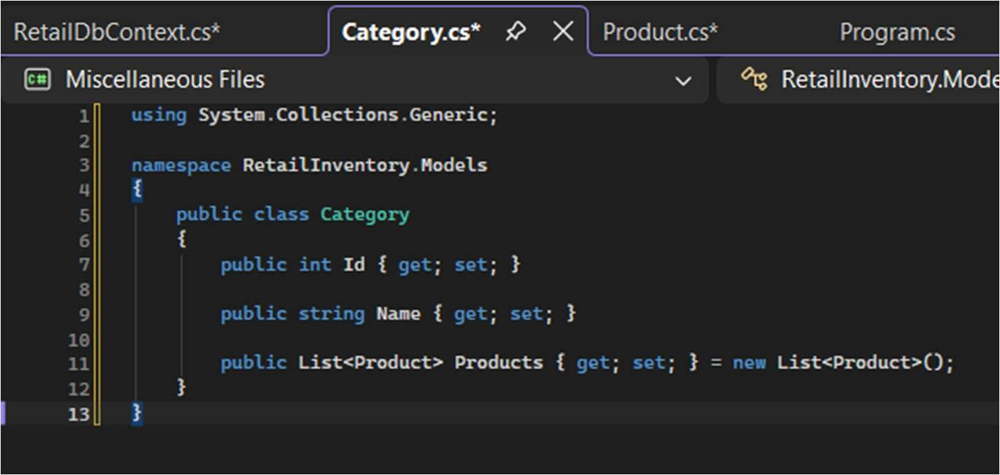 RetailDbContext.cs* Category.cs* Product.cs* Program.cs
C# Miscellaneous Files RetailInventory.Mode
1 using System.Collections.Generic;
2
3 namespace RetailInventory.Models
4 {
5 public class Category
6 {
7 public int Id { get; set; }
8
9 public string Name { get; set; }
10
11 public List<Product> Products { get; set; } = new List<Product>();
12 }
13 }